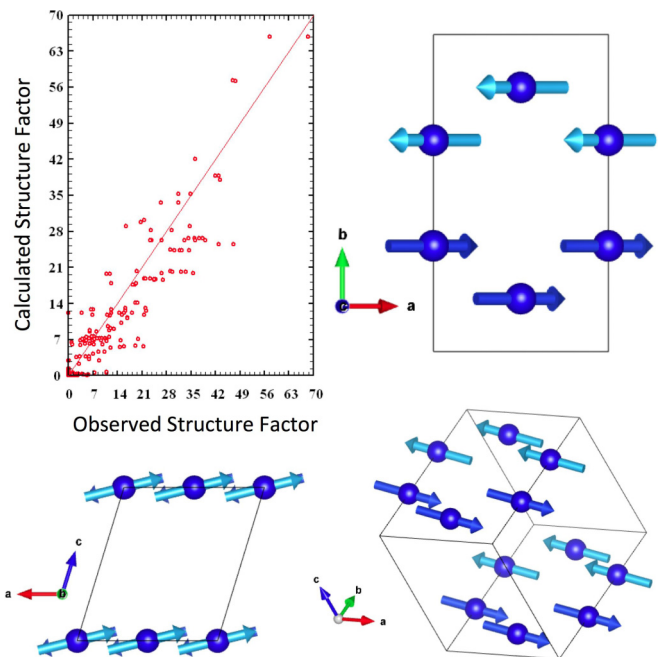 70
63
56
49
42
35
28
21
14
7
0
Calculated Structure Factor
0 7 14 21 28 35 42 49 56 63 70
Observed Structure Factor
b
c
a
c
a
b
c
b
a